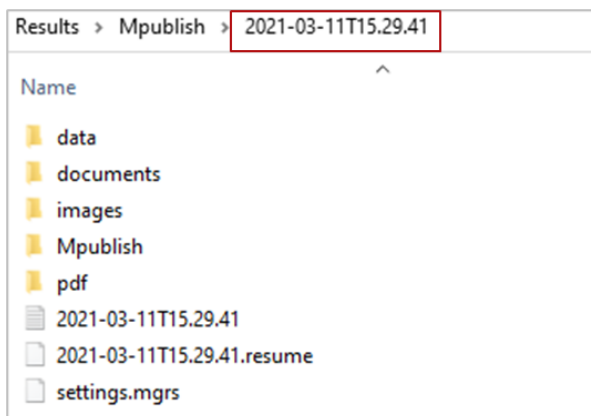 Results > Mpublish > 2021-03-11T15.29.41
Name
data
documents
images
Mpublish
pdf
2021-03-11T15.29.41
2021-03-11T15.29.41.resume
settings.mgrs